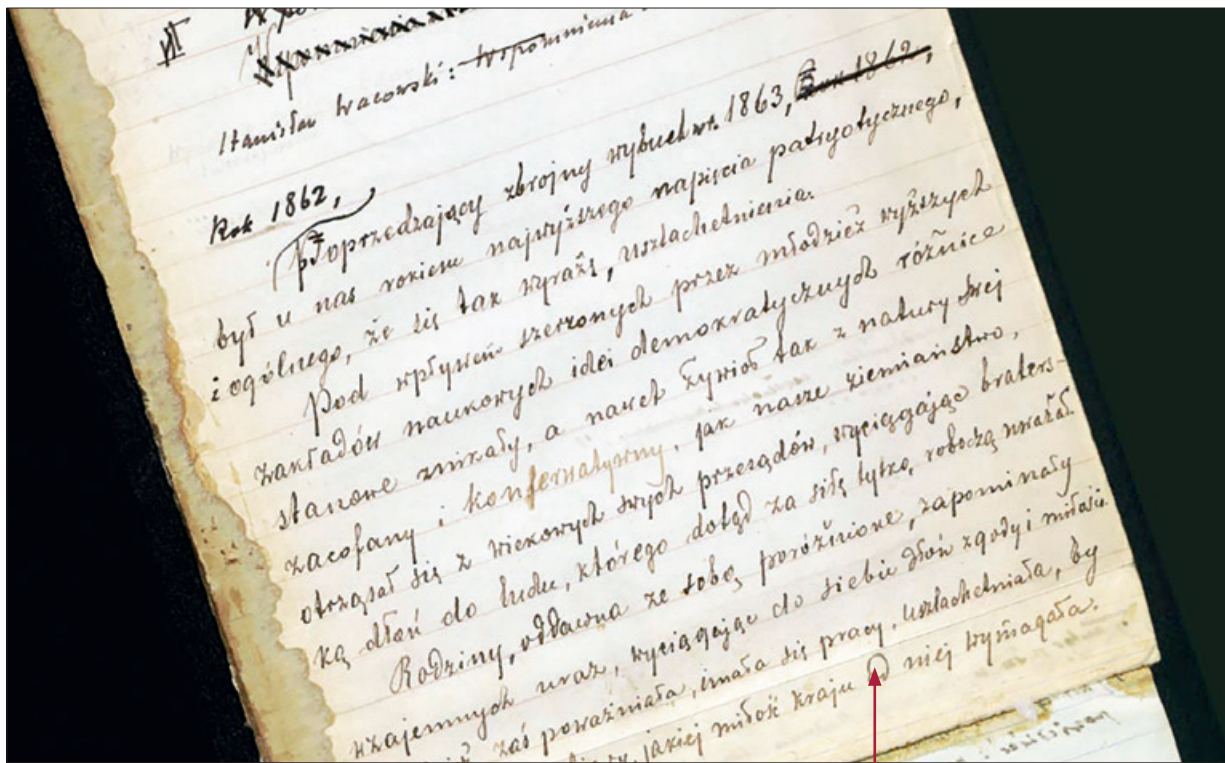 III
Stanisław Wspomnienia
Rok 1862,
Poprzedzający zbrojny wybuch w r. 1863, Rok 1862,
był u nas rokiem najwyższego napięcia patryotycznego,
i ogólnego, że się tak wyrażę, uszlachetnienia.
Pod wpływem szerzonych przez młodzież wyższych
zakładów naukowych idei demokratycznych różnice
stanowe znikały, a nawet żywioł tak z natury swej
zacofany i konserwatywny, jak nasze ziemiaństwo,
otrząsał się z wiekowych swych przesądów, wyciągając braters-
ką dłoń do ludu, którego dotąd za siłę tylko roboczą uważał.
Rodziny, oddawna ze sobą poróżnione, zapominały
wzajemnych uraz, wyciągając do siebie dłoń zgody i miłości.
zaś poważniała, imała się pracy, uszlachetniała, by
jakiej miłość kraju od niej wymagała.